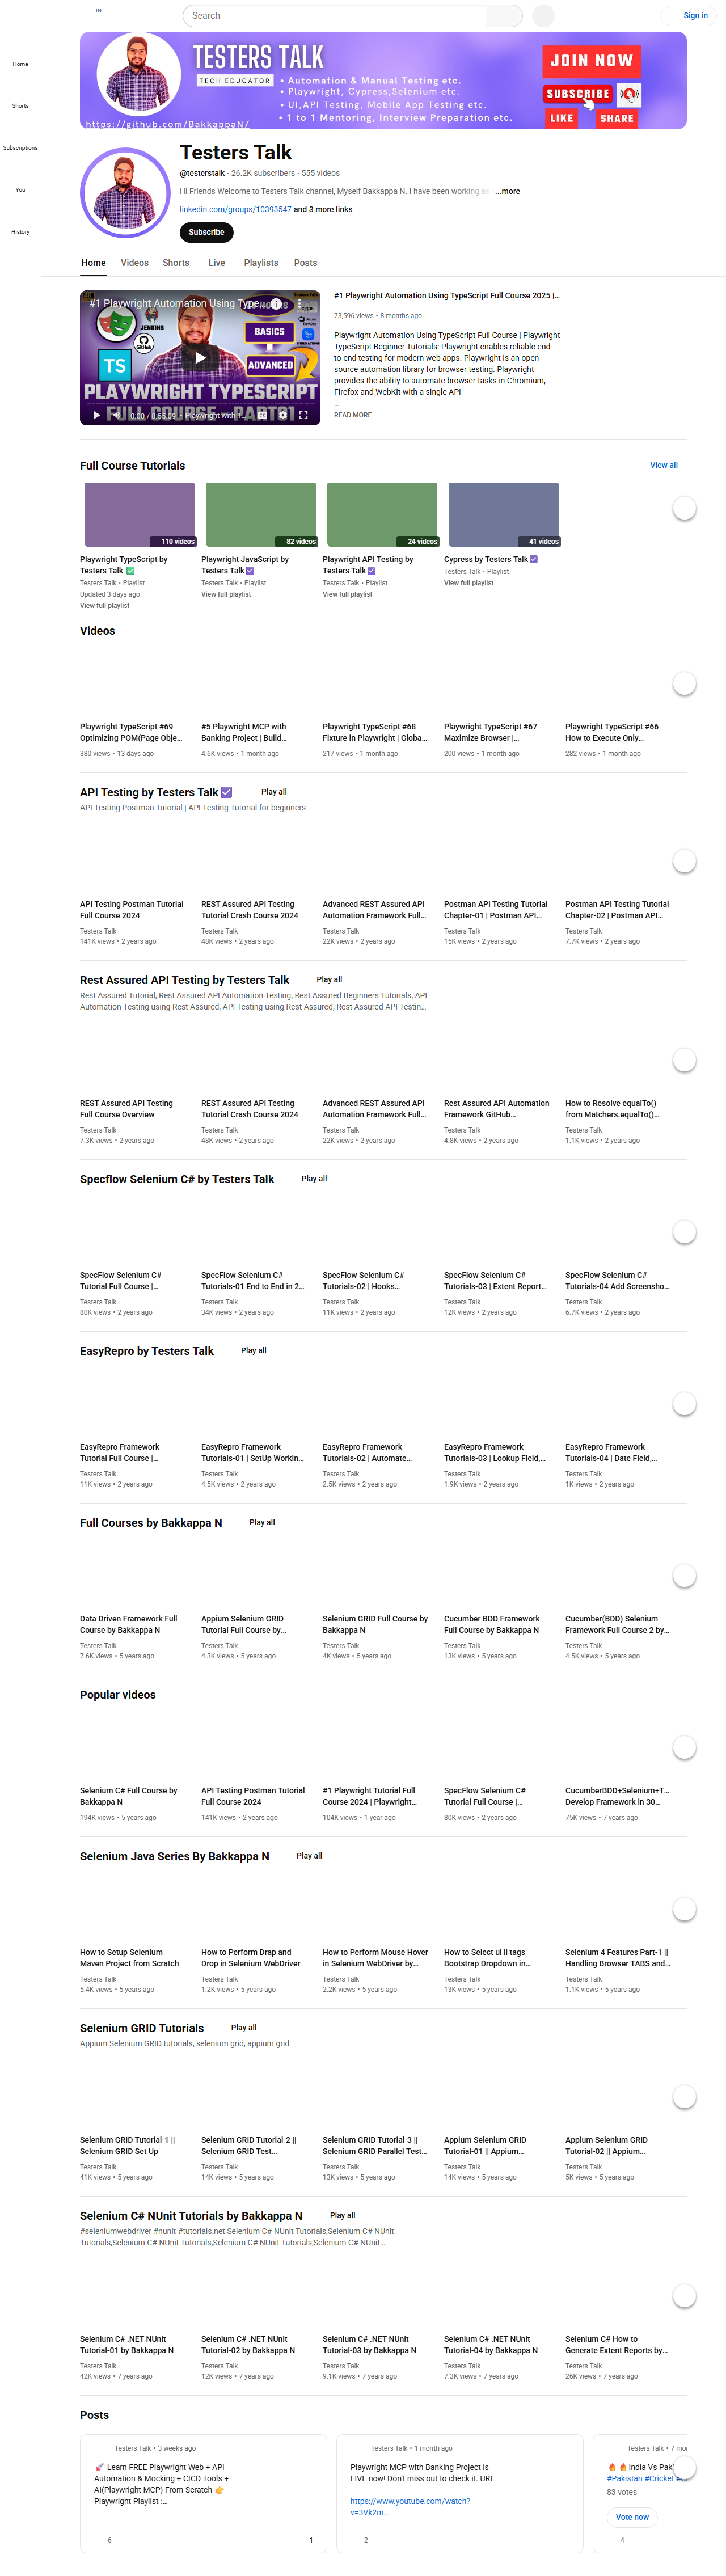 IN
Search
Sign in
Home
Shorts
Subscriptions
You
History
TESTERS TALK
TECH EDUCATOR
• Automation & Manual Testing etc.
• Playwright, Cypress,Selenium etc.
• UI,API Testing, Mobile App Testing etc.
• 1 to 1 Mentoring, Interview Preparation etc.
https://github.com/BakkappaN/
JOIN NOW
SUBSCRIBE
LIKE
SHARE
Testers Talk
@testerstalk • 26.2K subscribers • 555 videos
Hi Friends Welcome to Testers Talk channel, Myself Bakkappa N. I have been working as ...more
linkedin.com/groups/10393547 and 3 more links
Subscribe
Home
Videos
Shorts
Live
Playlists
Posts
#1 Playwright Automation Using Type...
JENKINS
GitHub
TS
BASICS
ADVANCED
PLAYWRIGHT TYPESCRIPT
FULL COURSE - PART#1
#1 Playwright Automation Using TypeScript Full Course 2025 |...
73,596 views • 8 months ago
Playwright Automation Using TypeScript Full Course | Playwright
TypeScript Beginner Tutorials: Playwright enables reliable end-
to-end testing for modern web apps. Playwright is an open-
source automation library for browser testing. Playwright
provides the ability to automate browser tasks in Chromium,
Firefox and WebKit with a single API
...
READ MORE
Full Course Tutorials
View all
110 videos
82 videos
24 videos
41 videos
Playwright TypeScript by
Testers Talk ✅
Testers Talk • Playlist
Updated 3 days ago
View full playlist
Playwright JavaScript by
Testers Talk☑️
Testers Talk • Playlist
View full playlist
Playwright API Testing by
Testers Talk☑️
Testers Talk • Playlist
View full playlist
Cypress by Testers Talk☑️
Testers Talk • Playlist
View full playlist
Videos
Playwright TypeScript #69
Optimizing POM(Page Obje...
380 views • 13 days ago
#5 Playwright MCP with
Banking Project | Build...
4.6K views • 1 month ago
Playwright TypeScript #68
Fixture in Playwright | Globa...
217 views • 1 month ago
Playwright TypeScript #67
Maximize Browser |...
200 views • 1 month ago
Playwright TypeScript #66
How to Execute Only...
282 views • 1 month ago
API Testing by Testers Talk☑️
Play all
API Testing Postman Tutorial | API Testing Tutorial for beginners
API Testing Postman Tutorial
Full Course 2024
Testers Talk
141K views • 2 years ago
REST Assured API Testing
Tutorial Crash Course 2024
Testers Talk
48K views • 2 years ago
Advanced REST Assured API
Automation Framework Full...
Testers Talk
22K views • 2 years ago
Postman API Testing Tutorial
Chapter-01 | Postman API...
Testers Talk
15K views • 2 years ago
Postman API Testing Tutorial
Chapter-02 | Postman API...
Testers Talk
7.7K views • 2 years ago
Rest Assured API Testing by Testers Talk
Play all
Rest Assured Tutorial, Rest Assured API Automation Testing, Rest Assured Beginners Tutorials, API
Automation Testing using Rest Assured, API Testing using Rest Assured, Rest Assured API Testin...
REST Assured API Testing
Full Course Overview
Testers Talk
7.3K views • 2 years ago
REST Assured API Testing
Tutorial Crash Course 2024
Testers Talk
48K views • 2 years ago
Advanced REST Assured API
Automation Framework Full...
Testers Talk
22K views • 2 years ago
Rest Assured API Automation
Framework GitHub...
Testers Talk
4.8K views • 2 years ago
How to Resolve equalTo()
from Matchers.equalTo()...
Testers Talk
1.1K views • 2 years ago
Specflow Selenium C# by Testers Talk
Play all
SpecFlow Selenium C#
Tutorial Full Course |...
Testers Talk
80K views • 2 years ago
SpecFlow Selenium C#
Tutorials-01 End to End in 2...
Testers Talk
34K views • 2 years ago
SpecFlow Selenium C#
Tutorials-02 | Hooks...
Testers Talk
11K views • 2 years ago
SpecFlow Selenium C#
Tutorials-03 | Extent Report...
Testers Talk
12K views • 2 years ago
SpecFlow Selenium C#
Tutorials-04 Add Screensho...
Testers Talk
6.7K views • 2 years ago
EasyRepro by Testers Talk
Play all
EasyRepro Framework
Tutorial Full Course |...
Testers Talk
11K views • 2 years ago
EasyRepro Framework
Tutorials-01 | SetUp Workin...
Testers Talk
4.5K views • 2 years ago
EasyRepro Framework
Tutorials-02 | Automate...
Testers Talk
2.5K views • 2 years ago
EasyRepro Framework
Tutorials-03 | Lookup Field,...
Testers Talk
1.9K views • 2 years ago
EasyRepro Framework
Tutorials-04 | Date Field,...
Testers Talk
1K views • 2 years ago
Full Courses by Bakkappa N
Play all
Data Driven Framework Full
Course by Bakkappa N
Testers Talk
7.6K views • 5 years ago
Appium Selenium GRID
Tutorial Full Course by...
Testers Talk
4.3K views • 5 years ago
Selenium GRID Full Course by
Bakkappa N
Testers Talk
4K views • 5 years ago
Cucumber BDD Framework
Full Course by Bakkappa N
Testers Talk
13K views • 5 years ago
Cucumber(BDD) Selenium
Framework Full Course 2 by...
Testers Talk
4.5K views • 5 years ago
Popular videos
Selenium C# Full Course by
Bakkappa N
194K views • 5 years ago
API Testing Postman Tutorial
Full Course 2024
141K views • 2 years ago
#1 Playwright Tutorial Full
Course 2024 | Playwright...
104K views • 1 year ago
SpecFlow Selenium C#
Tutorial Full Course |...
80K views • 2 years ago
CucumberBDD+Selenium+T...
Develop Framework in 30...
75K views • 7 years ago
Selenium Java Series By Bakkappa N
Play all
How to Setup Selenium
Maven Project from Scratch
Testers Talk
5.4K views • 5 years ago
How to Perform Drap and
Drop in Selenium WebDriver
Testers Talk
1.2K views • 5 years ago
How to Perform Mouse Hover
in Selenium WebDriver by...
Testers Talk
2.2K views • 5 years ago
How to Select ul li tags
Bootstrap Dropdown in...
Testers Talk
13K views • 5 years ago
Selenium 4 Features Part-1 ||
Handling Browser TABS and...
Testers Talk
1.1K views • 5 years ago
Selenium GRID Tutorials
Play all
Appium Selenium GRID tutorials, selenium grid, appium grid
Selenium GRID Tutorial-1 ||
Selenium GRID Set Up
Testers Talk
41K views • 5 years ago
Selenium GRID Tutorial-2 ||
Selenium GRID Test...
Testers Talk
14K views • 5 years ago
Selenium GRID Tutorial-3 ||
Selenium GRID Parallel Test...
Testers Talk
13K views • 5 years ago
Appium Selenium GRID
Tutorial-01 || Appium...
Testers Talk
14K views • 5 years ago
Appium Selenium GRID
Tutorial-02 || Appium...
Testers Talk
5K views • 5 years ago
Selenium C# NUnit Tutorials by Bakkappa N
Play all
#seleniumwebdriver #nunit #tutorials.net Selenium C# NUnit Tutorials,Selenium C# NUnit
Tutorials,Selenium C# NUnit Tutorials,Selenium C# NUnit Tutorials,Selenium C# NUnit...
Selenium C# .NET NUnit
Tutorial-01 by Bakkappa N
Testers Talk
42K views • 7 years ago
Selenium C# .NET NUnit
Tutorial-02 by Bakkappa N
Testers Talk
12K views • 7 years ago
Selenium C# .NET NUnit
Tutorial-03 by Bakkappa N
Testers Talk
9.1K views • 7 years ago
Selenium C# .NET NUnit
Tutorial-04 by Bakkappa N
Testers Talk
7.3K views • 7 years ago
Selenium C# How to
Generate Extent Reports by...
Testers Talk
26K views • 7 years ago
Posts
Testers Talk • 3 weeks ago
🚀 Learn FREE Playwright Web + API
Automation & Mocking + CICD Tools +
AI(Playwright MCP) From Scratch 👉
Playwright Playlist :...
6
1
Testers Talk • 1 month ago
Playwright MCP with Banking Project is
LIVE now! Don't miss out to check it. URL
-
https://www.youtube.com/watch?
v=3Vk2m...
2
Testers Talk • 7 mo
🔥 🔥India Vs Pak
#Pakistan #Cricket
83 votes
Vote now
4